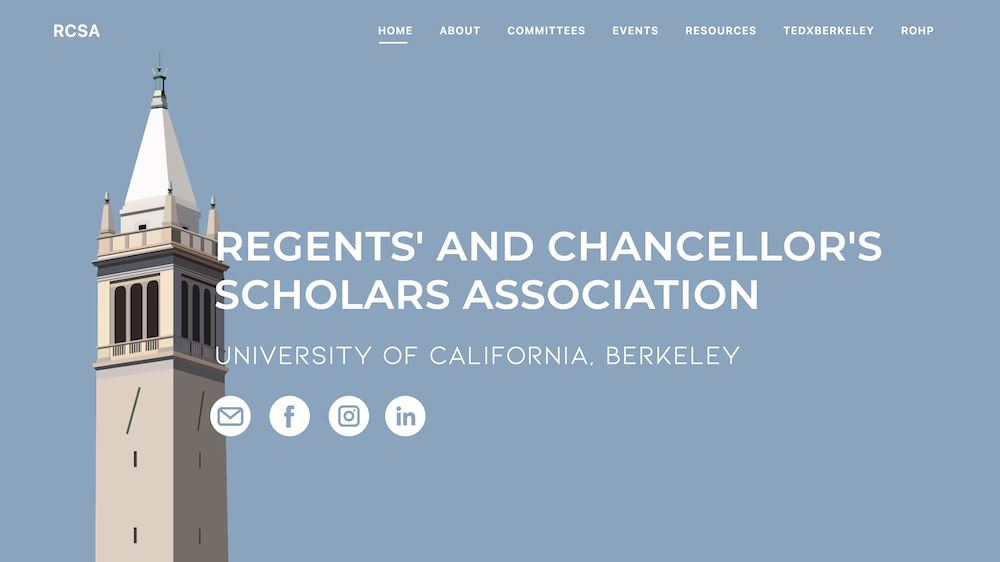 RCSA
HOME ABOUT COMMITTEES EVENTS RESOURCES TEDXBERKELEY ROHP
REGENTS' AND CHANCELLOR'S
SCHOLARS ASSOCIATION
UNIVERSITY OF CALIFORNIA, BERKELEY
f
in